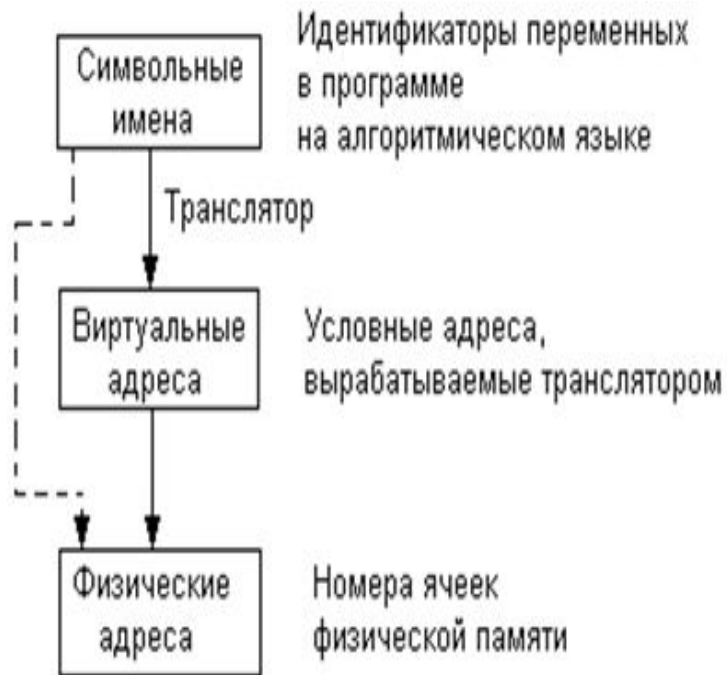 Символьные
имена
Идентификаторы переменных
в программе
на алгоритмическом языке
Транслятор
Виртуальные
адреса
Условные адреса,
вырабатываемые транслятором
Физические
адреса
Номера ячеек
физической памяти